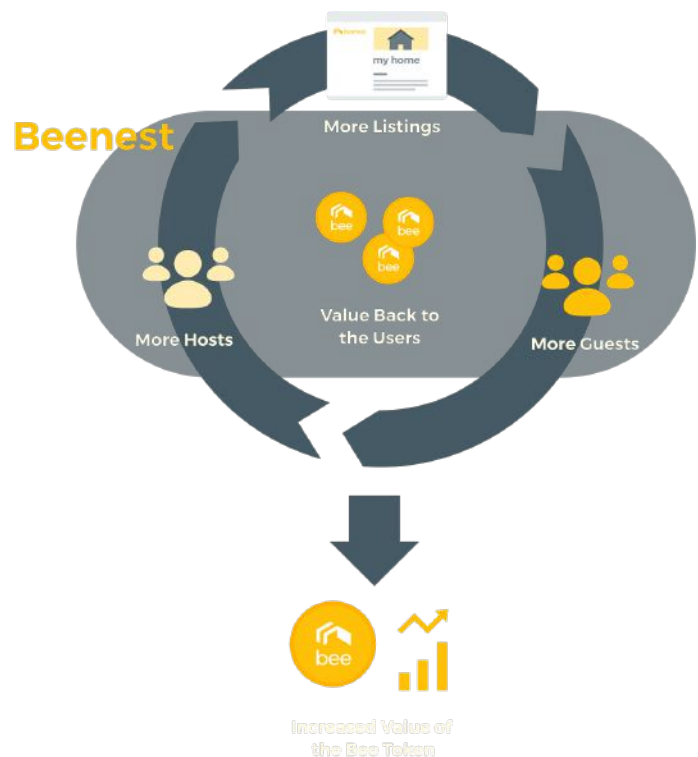 Beenest
beenest
my home
More Listings
bee
bee
bee
Value Back to
the Users
More Hosts
More Guests
bee
Increased Value of
the Bee Token